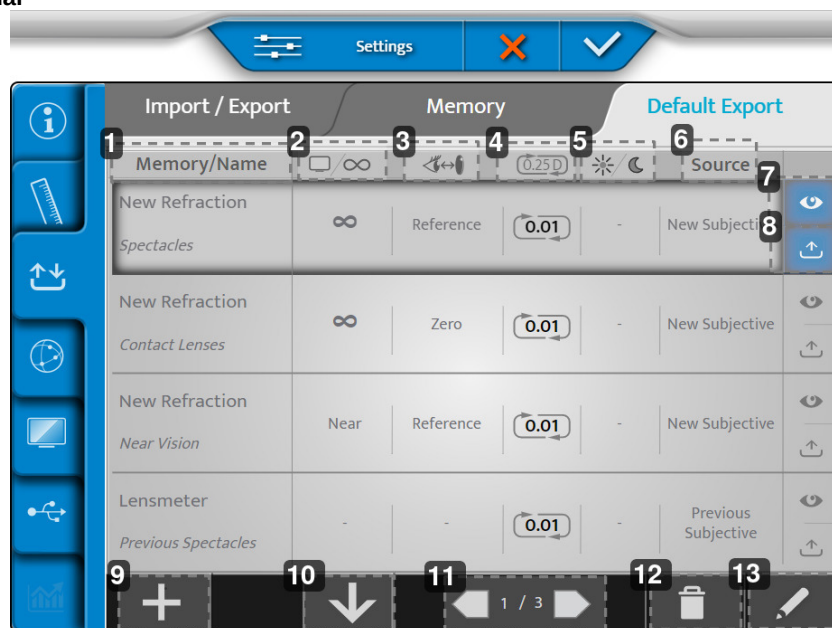 Settings
Import / Export
Memory
Default Export
1
2
3
4
5
6
Memory/Name
0.25 D
Source
7
New Refraction
Spectacles
∞
Reference
0.01
-
New Subjecti
8
New Refraction
Contact Lenses
∞
Zero
0.01
-
New Subjective
New Refraction
Near Vision
Near
Reference
0.01
-
New Subjective
Lensmeter
Previous Spectacles
-
-
0.01
-
Previous
Subjective
9
10
11
1 / 3
12
13